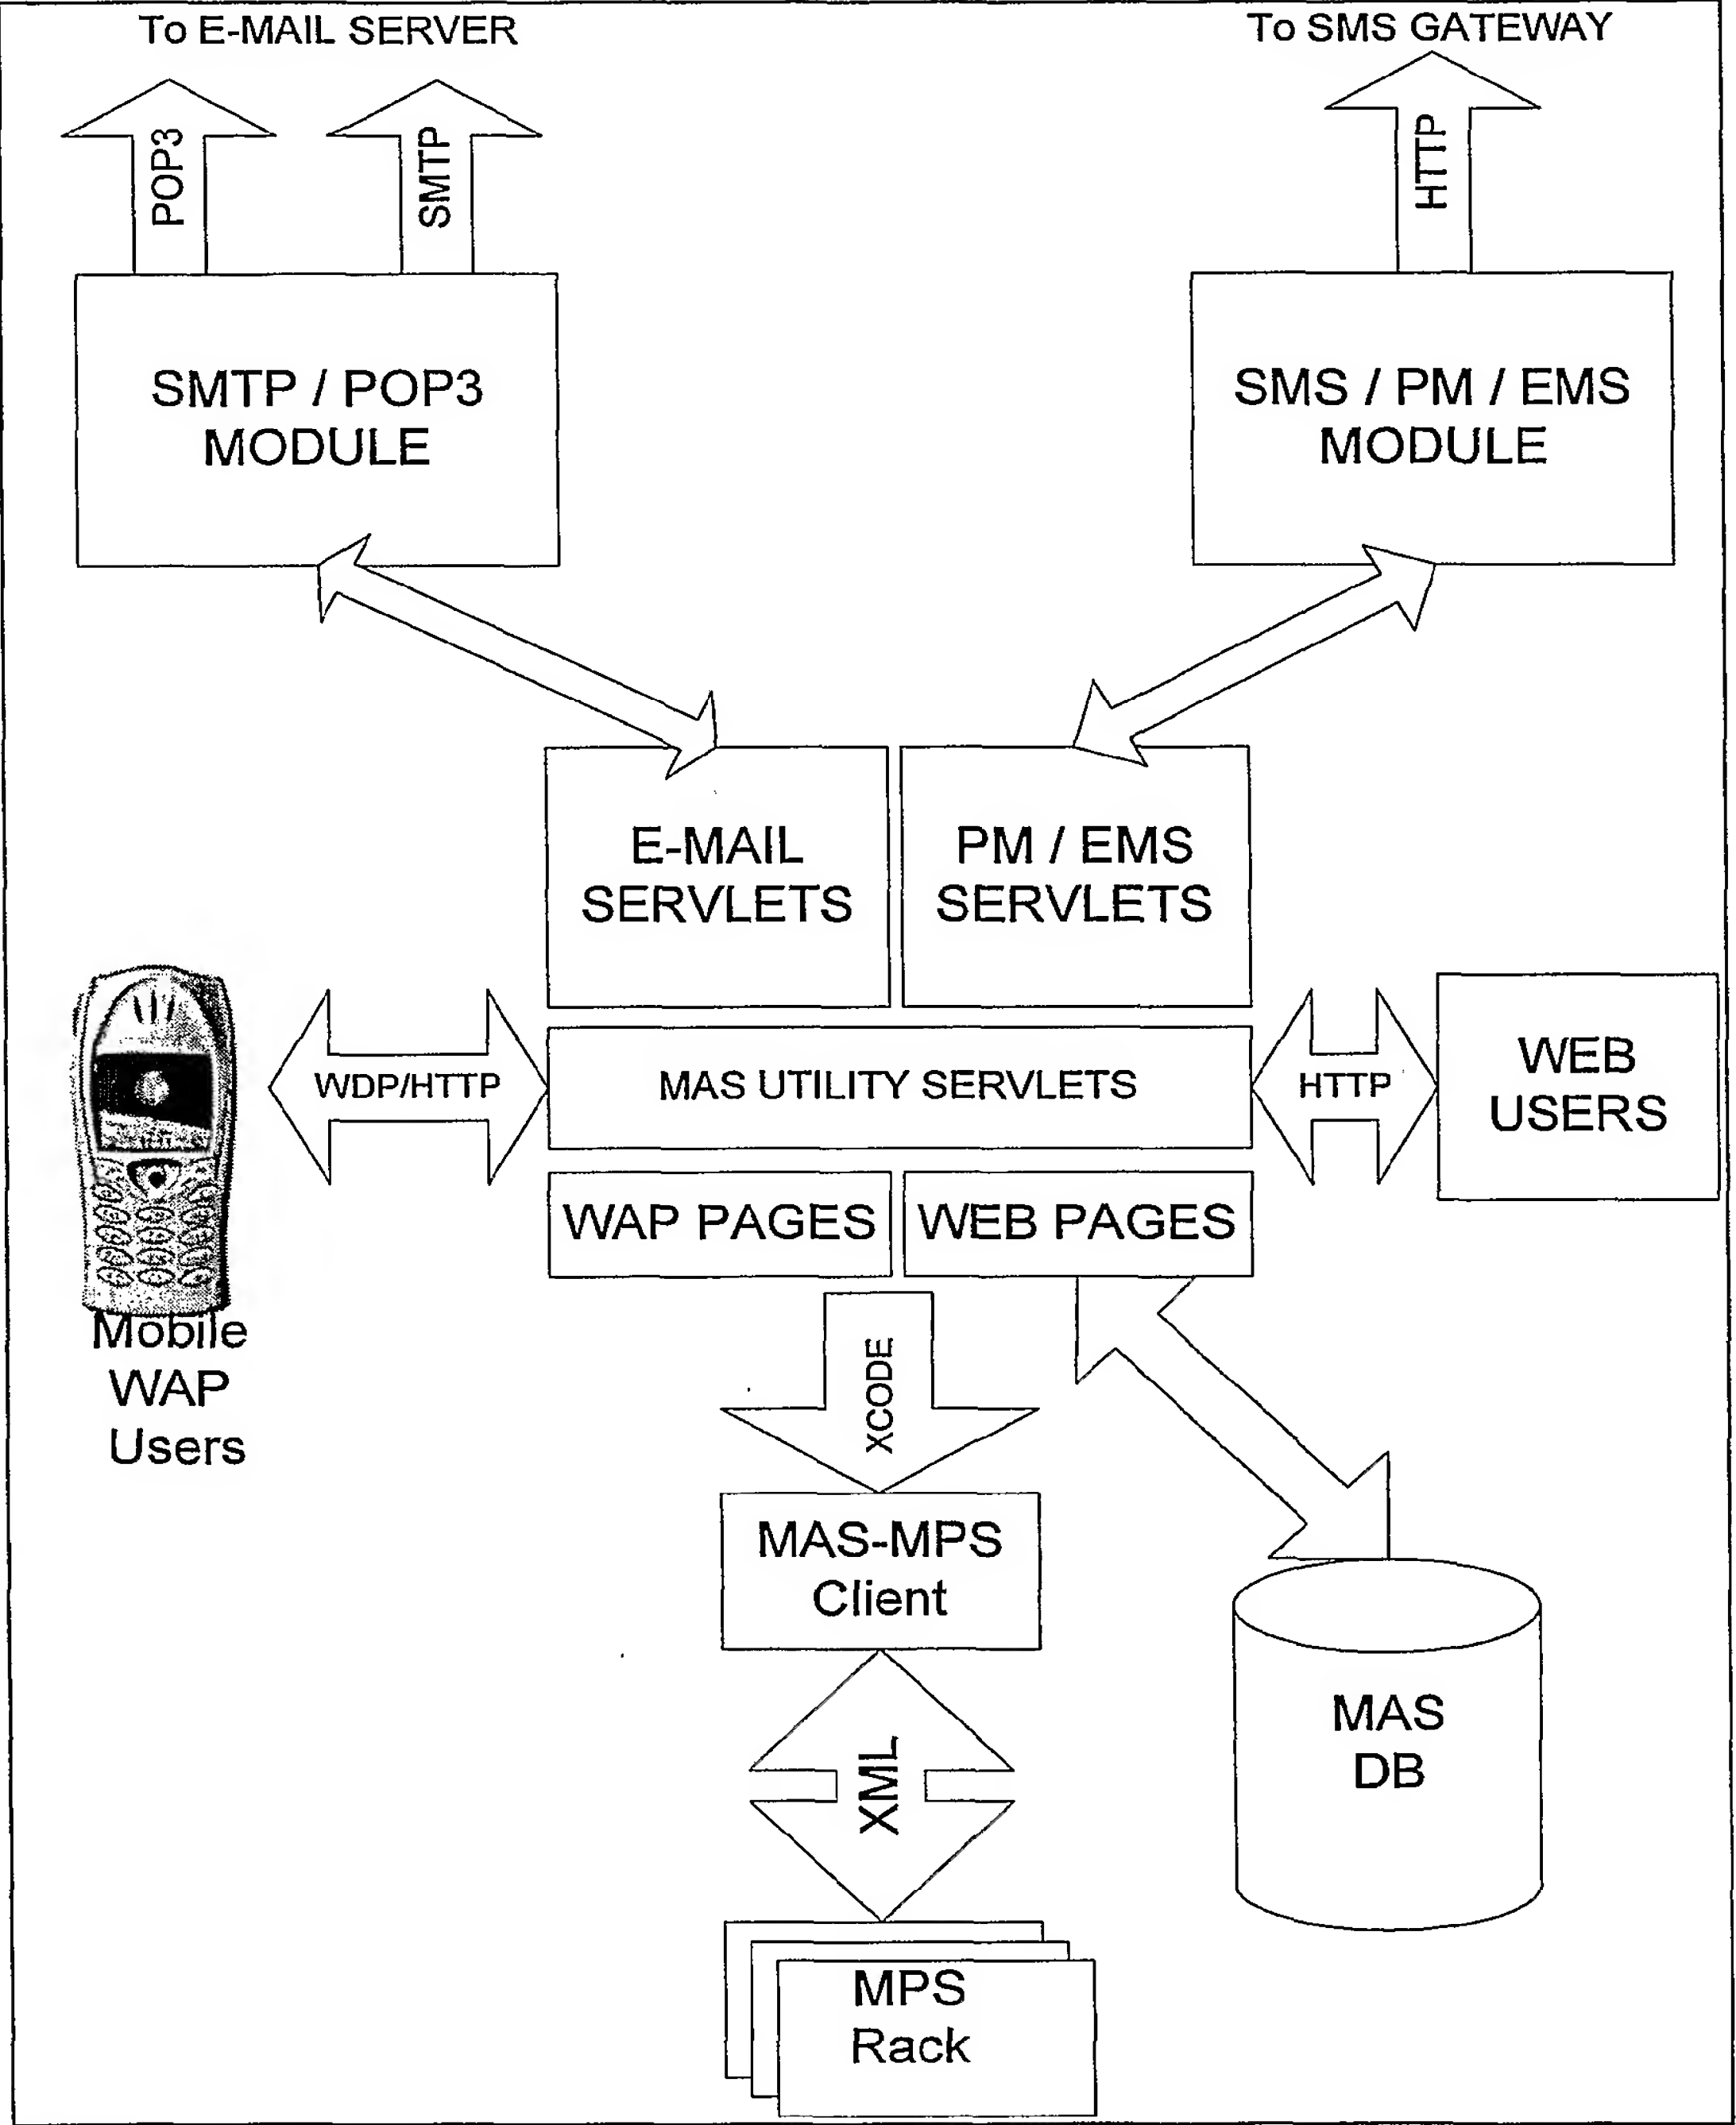 To E-MAIL SERVER
To SMS GATEWAY
POP3
SMTP
HTTP
SMTP / POP3
MODULE
SMS / PM / EMS
MODULE
E-MAIL
SERVLETS
PM / EMS
SERVLETS
WDP/HTTP
MAS UTILITY SERVLETS
HTTP
WEB
USERS
WAP PAGES
WEB PAGES
Mobile
WAP
Users
XCODE
MAS-MPS
Client
XML
MAS
DB
MPS
Rack